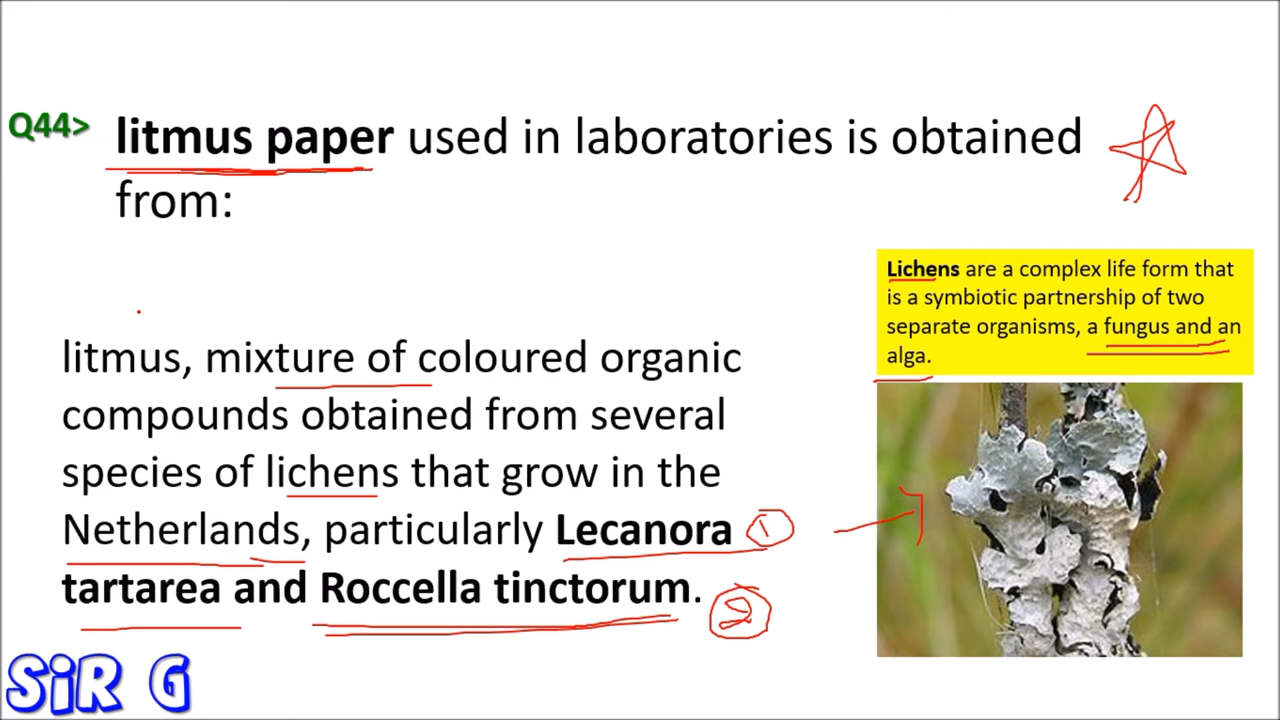 Q44>
litmus paper used in laboratories is obtained
from:
Lichens are a complex life form that
is a symbiotic partnership of two
separate organisms, a fungus and an
alga.
litmus, mixture of coloured organic
compounds obtained from several
species of lichens that grow in the
Netherlands, particularly Lecanora 1
tartarea and Roccella tinctorum. 2
SiR G